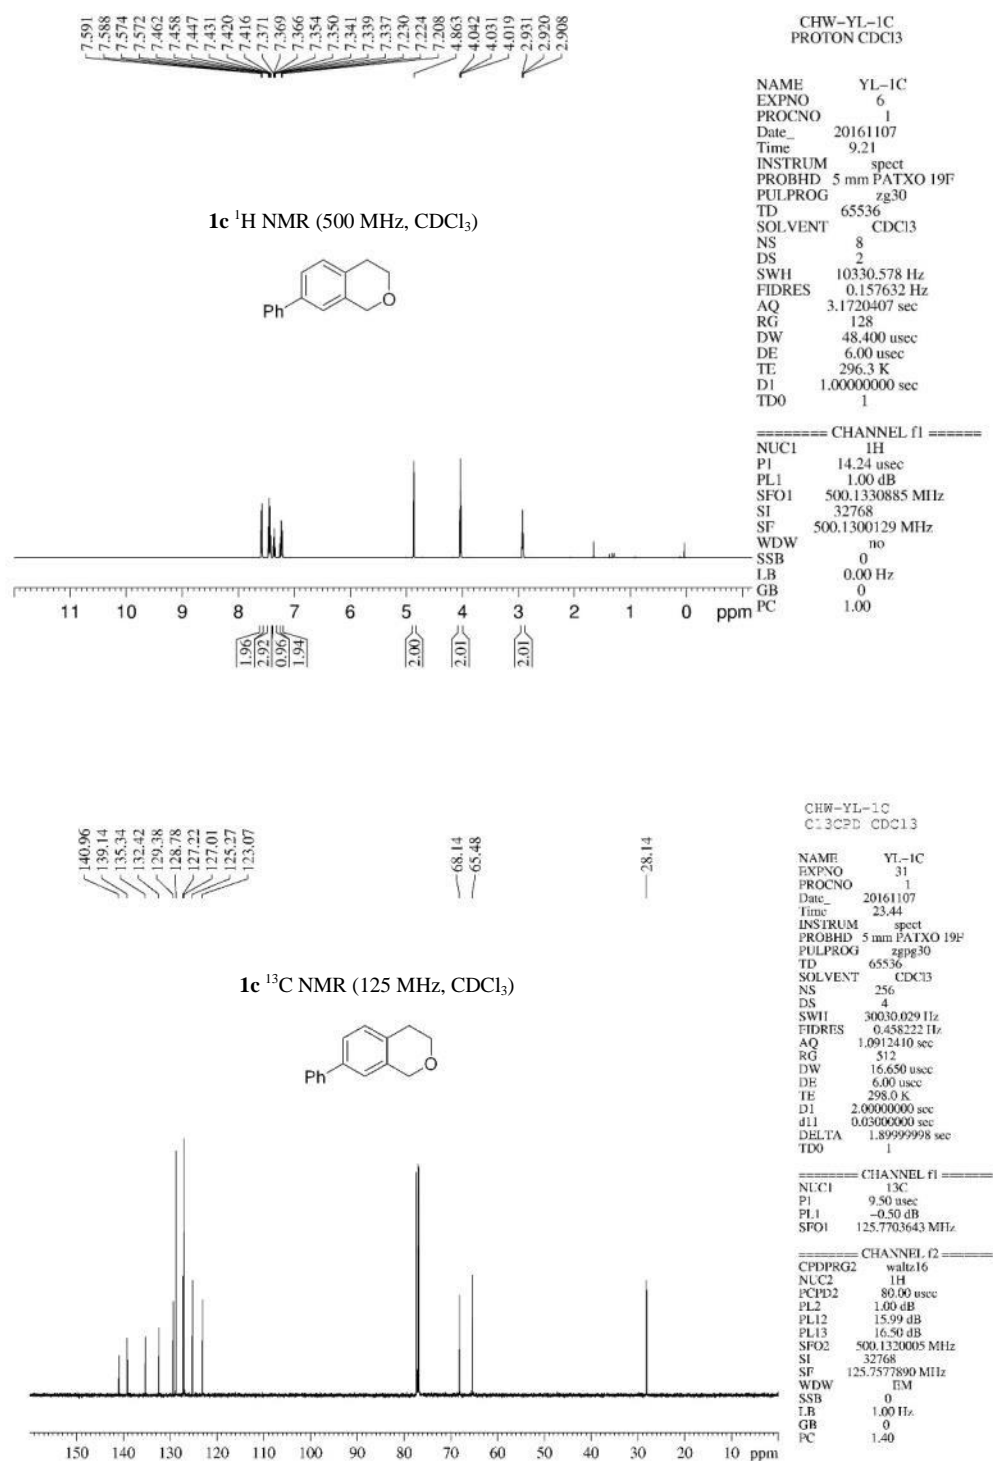 7.591
7.588
7.574
7.572
7.462
7.458
7.447
7.431
7.420
7.416
7.371
7.369
7.366
7.354
7.350
7.341
7.339
7.337
7.230
7.224
7.208
4.863
4.042
4.031
4.019
2.931
2.920
2.908
CHW-YL-1C
PROTON CDCl3
NAME YL-1C
EXPNO 6
PROCNO 1
Date_ 20161107
Time 9.21
INSTRUM spect
PROBHD 5 mm PATXO 19F
PULPROG zg30
TD 65536
SOLVENT CDCl3
NS 8
DS 2
SWH 10330.578 Hz
FIDRES 0.157632 Hz
AQ 3.1720407 sec
RG 128
DW 48.400 usec
DE 6.00 usec
TE 296.3 K
D1 1.00000000 sec
TD0 1
======== CHANNEL f1 ======
NUC1 1H
P1 14.24 usec
PL1 1.00 dB
SFO1 500.1330885 MHz
SI 32768
SF 500.1300129 MHz
WDW no
SSB 0
LB 0.00 Hz
GB 0
PC 1.00
1c ¹H NMR (500 MHz, CDCl₃)
O
Ph
11 10 9 8 7 6 5 4 3 2 1 0 ppm
1.96
2.92
0.96
1.94
2.00
2.01
2.01
140.96
139.14
135.34
132.42
129.38
128.78
127.22
127.01
125.27
123.07
68.14
65.48
28.14
CHW-YL-1C
C13CPD CDCl3
NAME YL-1C
EXPNO 31
PROCNO 1
Date_ 20161107
Time 23.44
INSTRUM spect
PROBHD 5 mm PATXO 19F
PULPROG zgpg30
TD 65536
SOLVENT CDCl3
NS 256
DS 4
SWH 30030.029 Hz
FIDRES 0.458222 Hz
AQ 1.0912410 sec
RG 512
DW 16.650 usec
DE 6.00 usec
TE 298.0 K
D1 2.00000000 sec
d11 0.03000000 sec
DELTA 1.89999998 sec
TD0 1
======== CHANNEL f1 =======
NUC1 13C
P1 9.50 usec
PL1 -0.50 dB
SFO1 125.7703643 MHz
======== CHANNEL f2 =======
CPDPRG2 waltz16
NUC2 1H
PCPD2 80.00 usec
PL2 1.00 dB
PL12 15.99 dB
PL13 16.50 dB
SFO2 500.1320005 MHz
SI 32768
SF 125.7577890 MHz
WDW EM
SSB 0
LB 1.00 Hz
GB 0
PC 1.40
1c ¹³C NMR (125 MHz, CDCl₃)
O
Ph
150 140 130 120 110 100 90 80 70 60 50 40 30 20 10 ppm